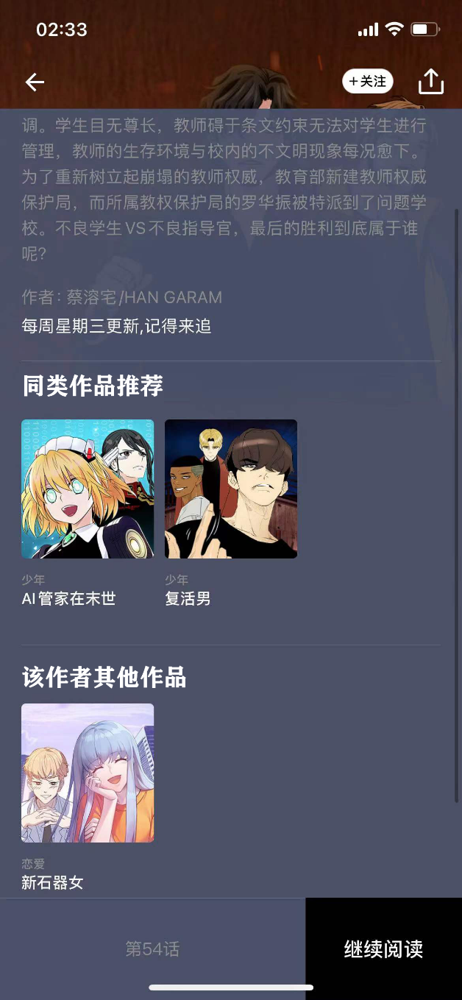 02:33
+关注
调。学生目无尊长，教师碍于条文约束无法对学生进行
管理，教师的生存环境与校内的不文明现象每况愈下。
为了重新树立起崩塌的教师权威，教育部新建教师权威
保护局，而所属教权保护局的罗华振被特派到了问题学
校。不良学生VS不良指导官，最后的胜利到底属于谁
呢?
作者：蔡溶宅/HAN GARAM
每周星期三更新,记得来追
同类作品推荐
少年
AI管家在末世
少年
复活男
该作者其他作品
恋爱
新石器女
第54话
继续阅读